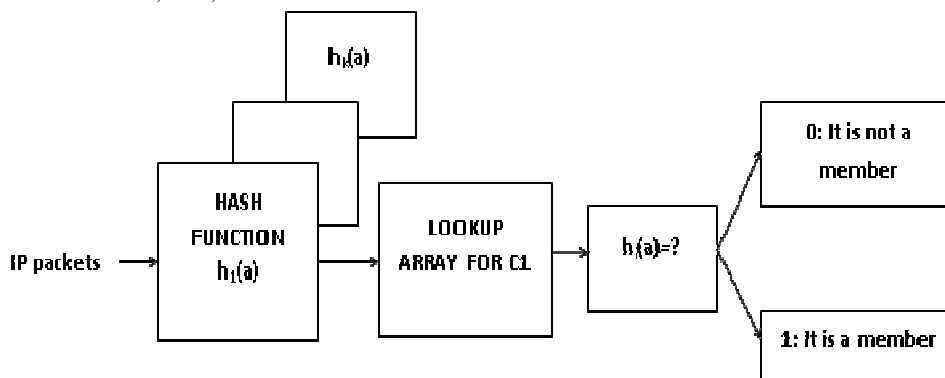 hk(a)
0: It is not a
member
HASH
FUNCTION
h1(a)
LOOKUP
ARRAY FOR C1
hi(a)=?
IP packets
1: It is a member